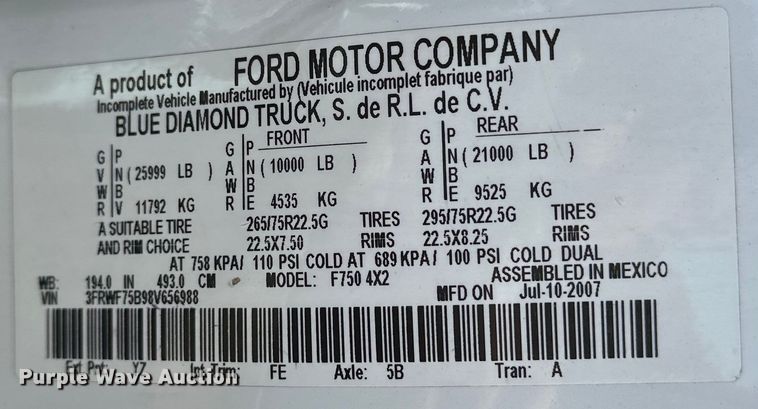 A product of FORD MOTOR COMPANY
Incomplete Vehicle Manufactured by (Vehicule incomplet fabrique par)
BLUE DIAMOND TRUCK, S. de R.L. de C.V.
FRONT REAR
G P G P G P
V N ( 25999 LB ) A N ( 10000 LB ) A N ( 21000 LB )
W B W B W B
R V 11792 KG R E 4535 KG R E 9525 KG
A SUITABLE TIRE 265/75R22.5G TIRES 295/75R22.5G TIRES
AND RIM CHOICE 22.5X7.50 RIMS 22.5X8.25 RIMS
AT 758 KPA/ 110 PSI COLD AT 689 KPA/ 100 PSI COLD DUAL
WB: 194.0 IN 493.0 CM MODEL: F750 4X2 ASSEMBLED IN MEXICO
VIN 3FRWF75B98V656988 MFD ON Jul-10-2007
Ext Pnt: YZ Int Trim: FE Axle: 5B Tran: A
Purple Wave Auction